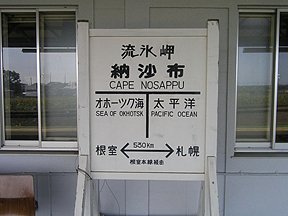 流氷岬
納沙布
CAPE NOSAPPU
オホーツク海 太平洋
SEA OF OKHOTSK PACIFIC OCEAN
530Km
根室 札幌
根室本線経由